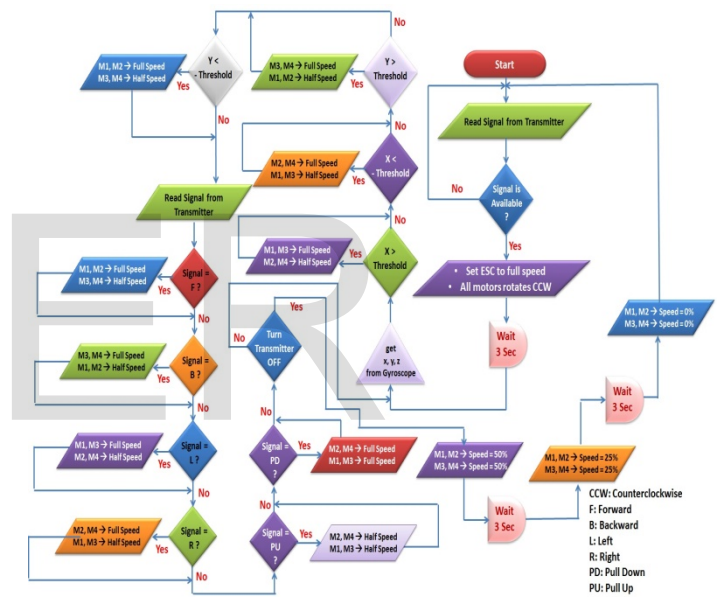 Start
Read Signal from Transmitter
Signal is
Available
?
No
Yes
• Set ESC to full speed
• All motors rotates CCW
Wait
3 Sec
get
x, y, z
from Gyroscope
X >
Threshold
Yes
M1, M3 → Full Speed
M2, M4 → Half Speed
No
X <
- Threshold
Yes
M2, M4 → Full Speed
M1, M3 → Half Speed
No
Y >
Threshold
Yes
M3, M4 → Full Speed
M1, M2 → Half Speed
No
Y <
- Threshold
Yes
M1, M2 → Full Speed
M3, M4 → Half Speed
No
Read Signal from
Transmitter
Signal =
F ?
Yes
M1, M2 → Full Speed
M3, M4 → Half Speed
No
Signal =
B ?
Yes
M3, M4 → Full Speed
M1, M2 → Half Speed
No
Signal =
L ?
Yes
M1, M3 → Full Speed
M2, M4 → Half Speed
No
Signal =
R ?
Yes
M2, M4 → Full Speed
M1, M3 → Half Speed
No
Signal =
PU
?
Yes
M2, M4 → Half Speed
M1, M3 → Half Speed
No
Signal =
PD
?
Yes
M2, M4 → Full Speed
M1, M3 → Full Speed
No
Turn
Transmitter
OFF
No
Yes
M1, M2 → Speed = 50%
M3, M4 → Speed = 50%
Wait
3 Sec
M1, M2 → Speed = 25%
M3, M4 → Speed = 25%
Wait
3 Sec
M1, M2 → Speed = 0%
M3, M4 → Speed = 0%
CCW: Counterclockwise
F: Forward
B: Backward
L: Left
R: Right
PD: Pull Down
PU: Pull Up
ER